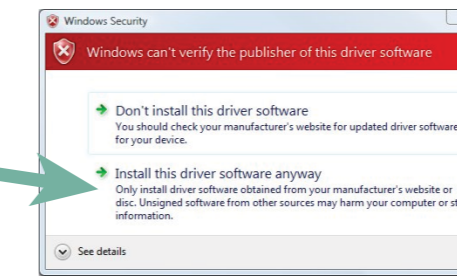 Windows Security
Windows can't verify the publisher of this driver software
Don't install this driver software
You should check your manufacturer's website for updated driver software
for your device.
Install this driver software anyway
Only install driver software obtained from your manufacturer's website or
disc. Unsigned software from other sources may harm your computer or
information.
See details